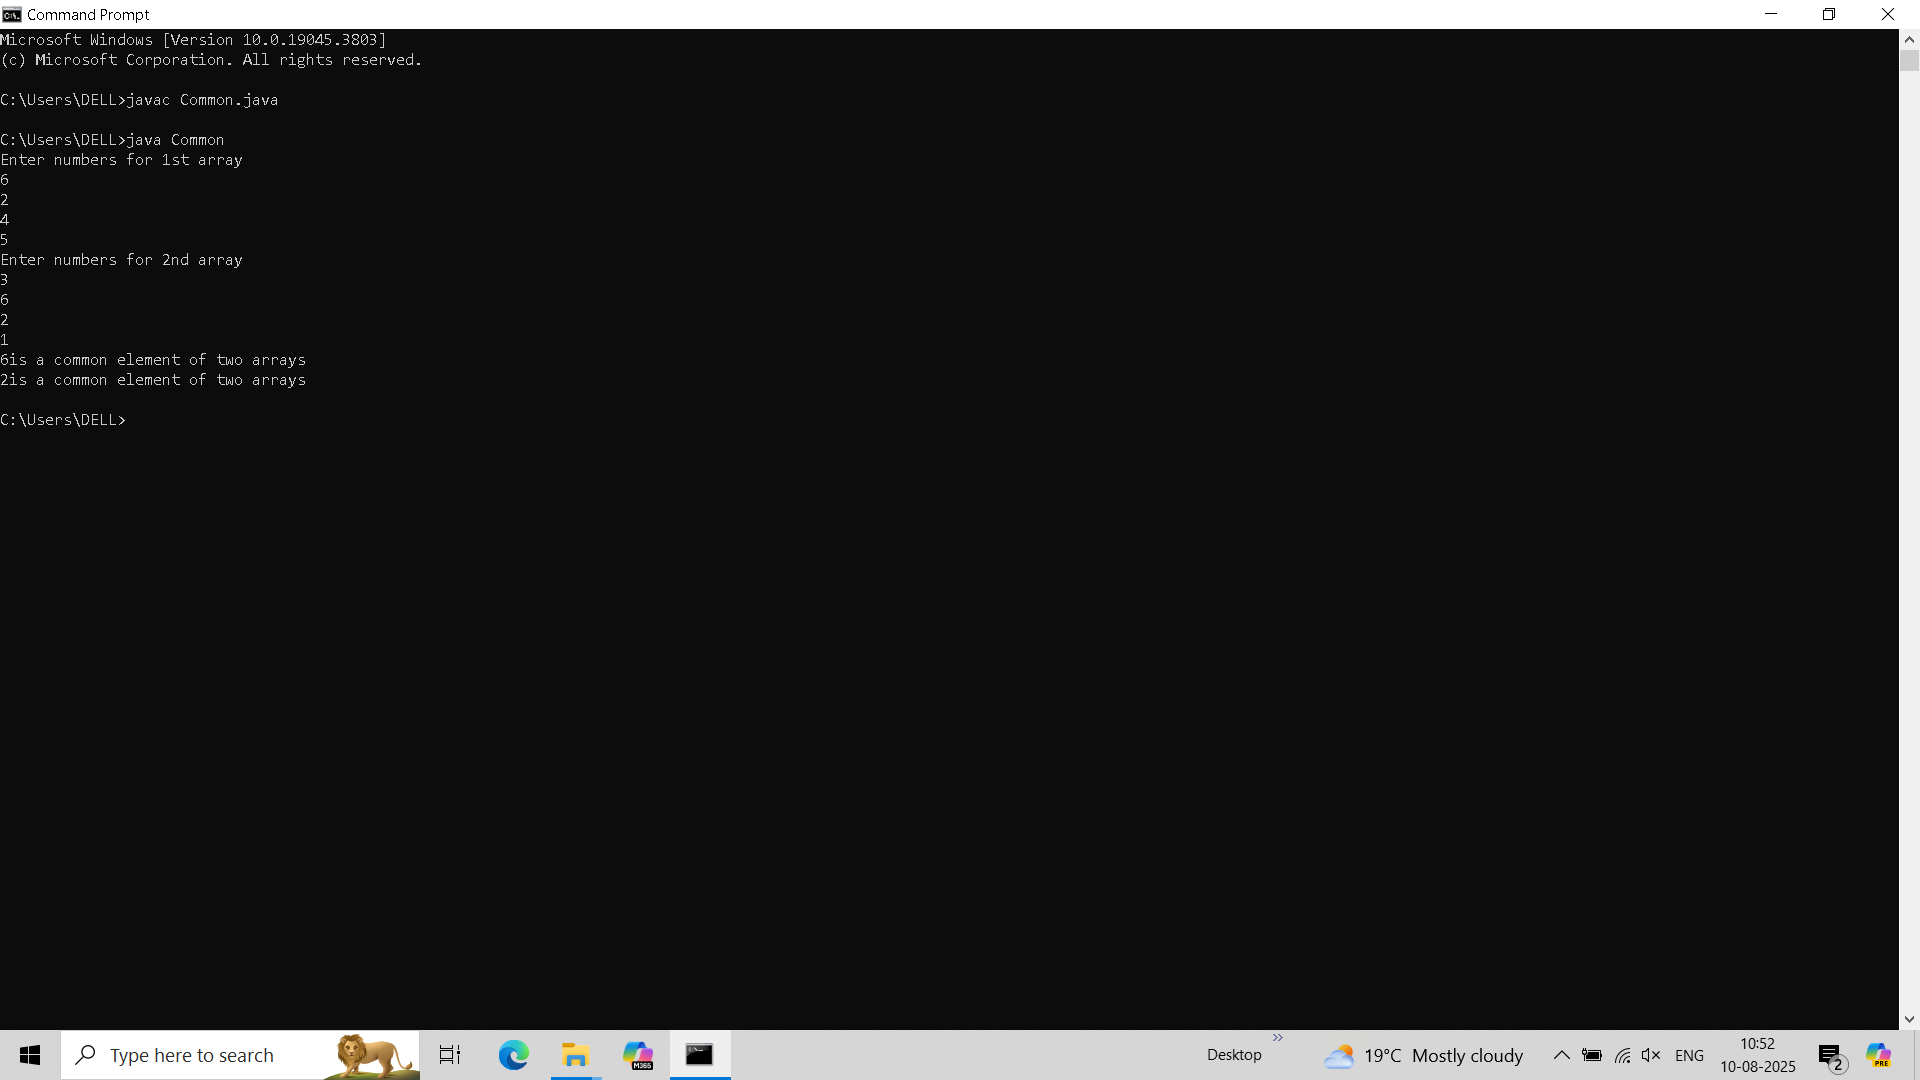 Command Prompt
Microsoft Windows [Version 10.0.19045.3803]
(c) Microsoft Corporation. All rights reserved.
C:\Users\DELL>javac Common.java
C:\Users\DELL>java Common
Enter numbers for 1st array
6
2
4
5
Enter numbers for 2nd array
3
6
2
1
6is a common element of two arrays
2is a common element of two arrays
C:\Users\DELL>
Type here to search
M365
Desktop
19°C Mostly cloudy
ENG
10:52
10-08-2025
2
PRE